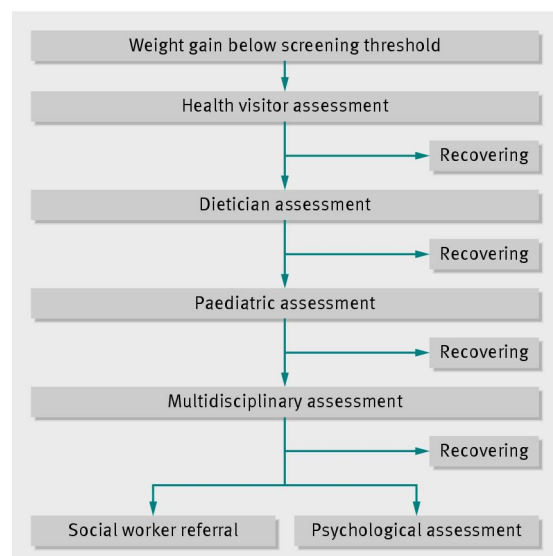 Weight gain below screening threshold
Health visitor assessment
Recovering
Dietician assessment
Recovering
Paediatric assessment
Recovering
Multidisciplinary assessment
Recovering
Social worker referral
Psychological assessment